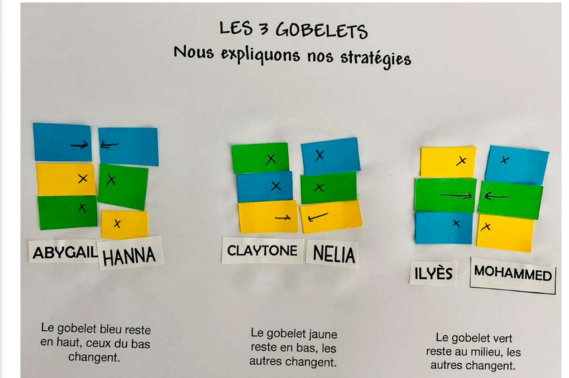 LES 3 GOBELETS
Nous expliquons nos stratégies
ABYGAIL HANNA
Le gobelet bleu reste
en haut, ceux du bas
changent.
CLAYTONE NELIA
Le gobelet jaune
reste en bas, les
autres changent.
ILYÈS MOHAMMED
Le gobelet vert
reste au milieu, les
autres changent.